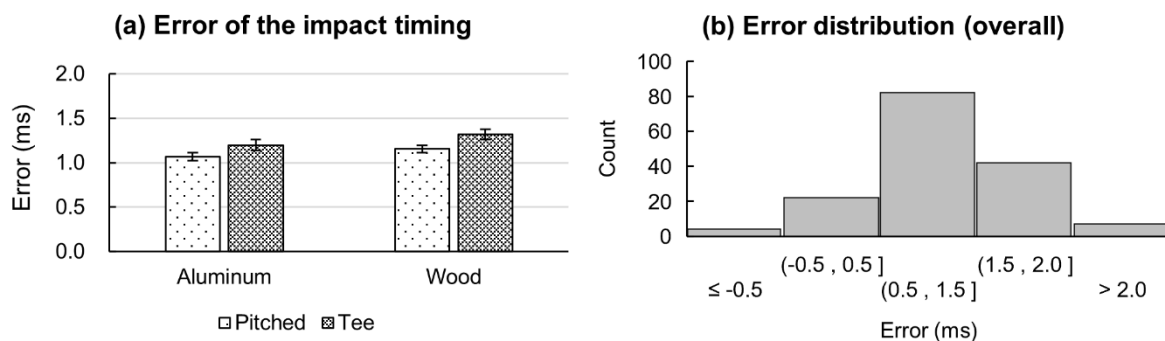 (a) Error of the impact timing
Error (ms)
2.0
1.5
1.0
0.5
0.0
Aluminum
Wood
Pitched
Tee
(b) Error distribution (overall)
Count
100
80
60
40
20
0
(-0.5 , 0.5 ]
(1.5 , 2.0 ]
≤ -0.5
(0.5 , 1.5 ]
> 2.0
Error (ms)